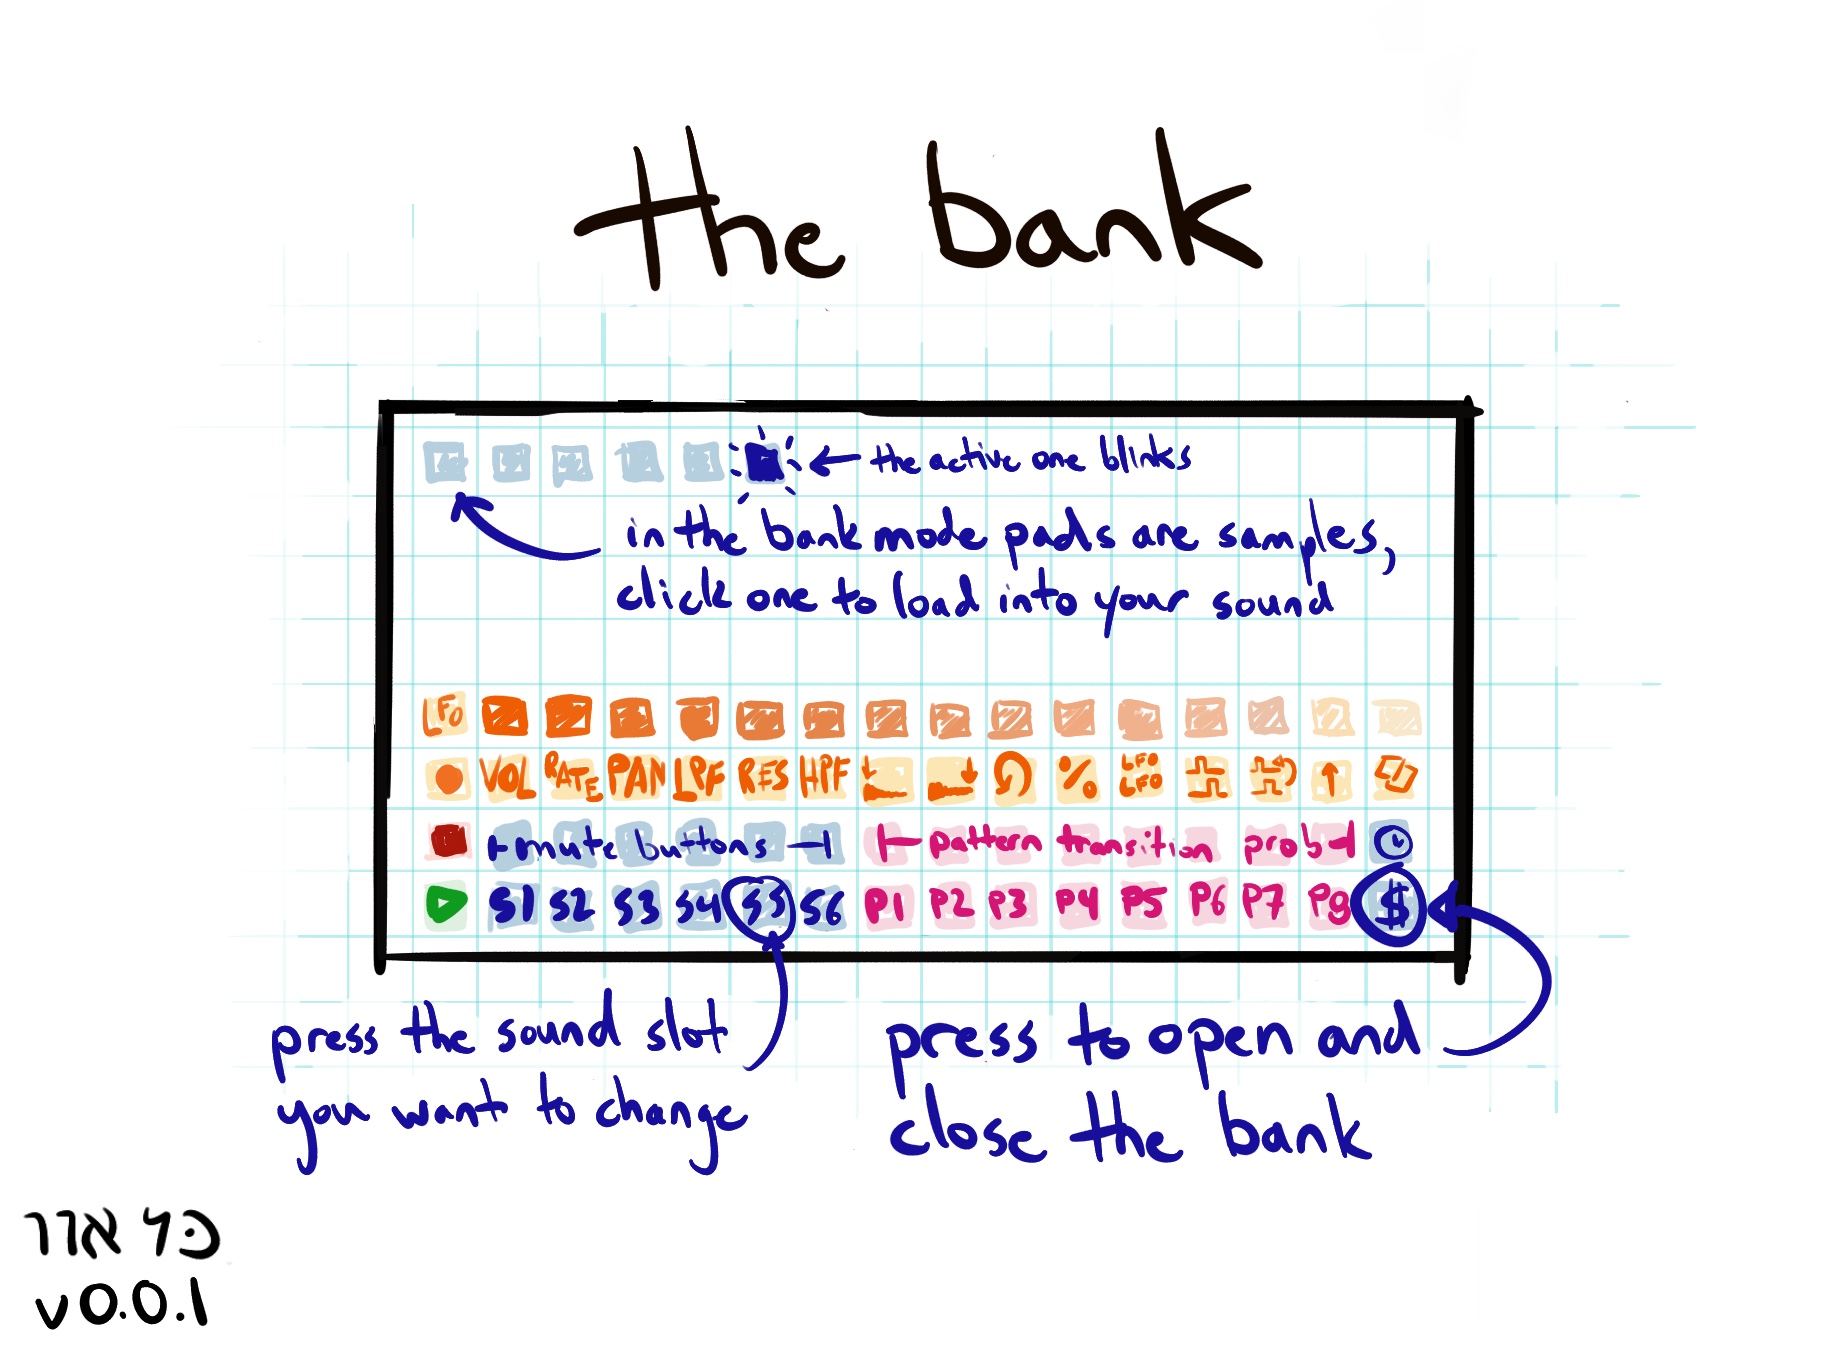 the bank
← the active one blinks
in the bank mode pads are samples,
click one to load into your sound
LFO
VOL RATE PAN LPF RES HPF % LFO LFO ↑
mute buttons pattern transition prob
S1 S2 S3 S4 S5 S6 P1 P2 P3 P4 P5 P6 P7 P8 $
press the sound slot
you want to change
press to open and
close the bank
v0.0.1